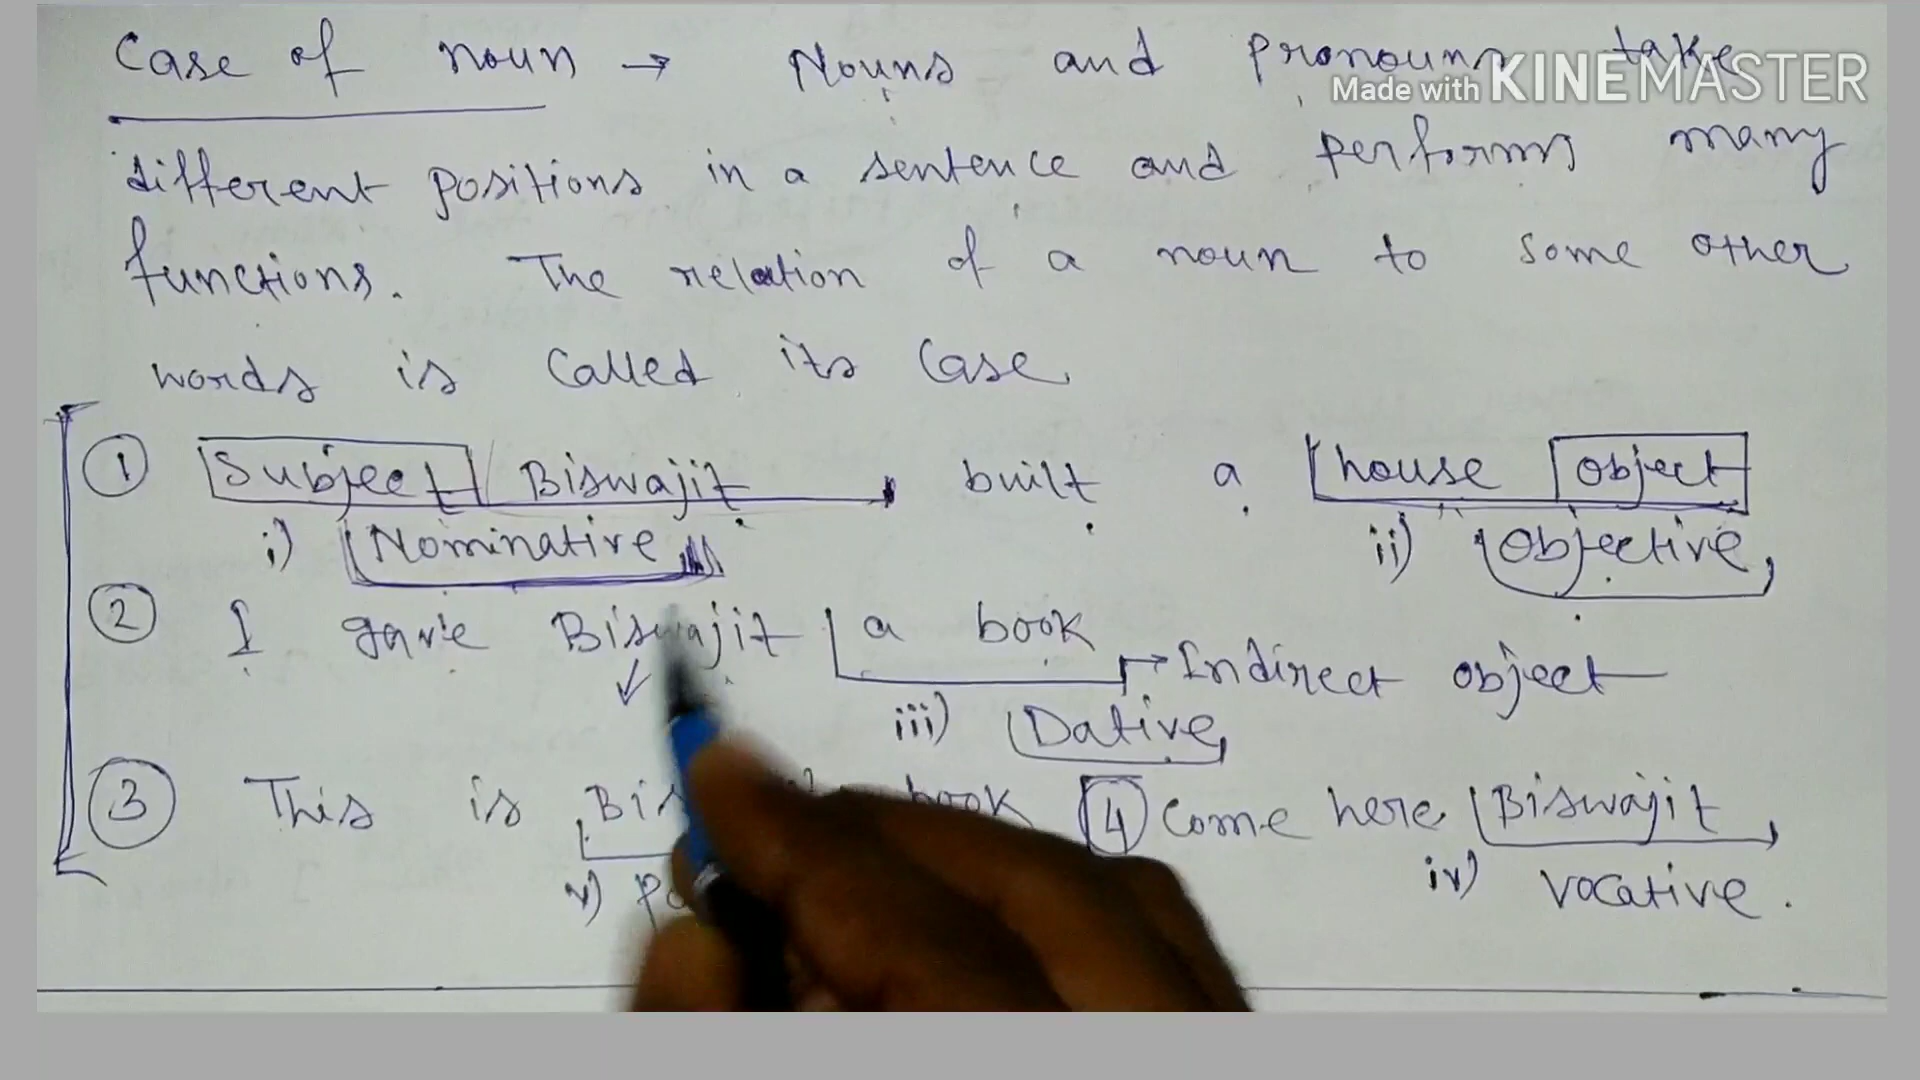 Case of noun → Nouns and pronouns take
Made with KINEMASTER
different positions in a sentence and performs many
functions. The relation of a noun to some other
words is called its case.
① Subject Biswajit built a house object
i) Nominative ii) Objective
② I gave Biswajit a book → Indirect object
iii) Dative
③ This is book ④ Come here, Biswajit
v) iv) vocative.